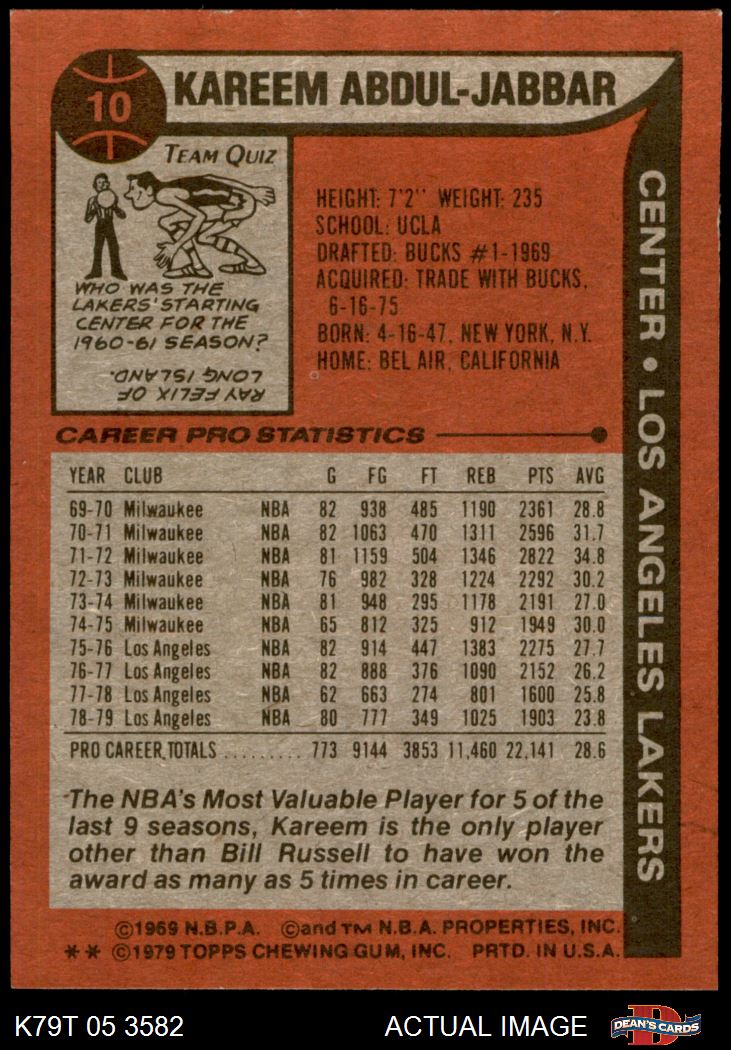 10
KAREEM ABDUL-JABBAR
TEAM QUIZ
WHO WAS THE
LAKERS' STARTING
CENTER FOR THE
1960-61 SEASON?
RAY FELIX OF
LONG ISLAND.
HEIGHT: 7'2" WEIGHT: 235
SCHOOL: UCLA
DRAFTED: BUCKS #1-1969
ACQUIRED: TRADE WITH BUCKS,
6-16-75
BORN: 4-16-47, NEW YORK, N.Y.
HOME: BEL AIR, CALIFORNIA
CENTER • LOS ANGELES LAKERS
CAREER PRO STATISTICS
YEAR CLUB G FG FT REB PTS AVG
69-70 Milwaukee NBA 82 938 485 1190 2361 28.8
70-71 Milwaukee NBA 82 1063 470 1311 2596 31.7
71-72 Milwaukee NBA 81 1159 504 1346 2822 34.8
72-73 Milwaukee NBA 76 982 328 1224 2292 30.2
73-74 Milwaukee NBA 81 948 295 1178 2191 27.0
74-75 Milwaukee NBA 65 812 325 912 1949 30.0
75-76 Los Angeles NBA 82 914 447 1383 2275 27.7
76-77 Los Angeles NBA 82 888 376 1090 2152 26.2
77-78 Los Angeles NBA 62 663 274 801 1600 25.8
78-79 Los Angeles NBA 80 777 349 1025 1903 23.8
PRO CAREER TOTALS ......... 773 9144 3853 11,460 22,141 28.6
The NBA's Most Valuable Player for 5 of the
last 9 seasons, Kareem is the only player
other than Bill Russell to have won the
award as many as 5 times in career.
©1969 N.B.P.A. ©and TM N.B.A. PROPERTIES, INC.
** ©1979 TOPPS CHEWING GUM, INC. PRTD. IN U.S.A.
K79T 05 3582 ACTUAL IMAGE
D
DEAN'S CARDS